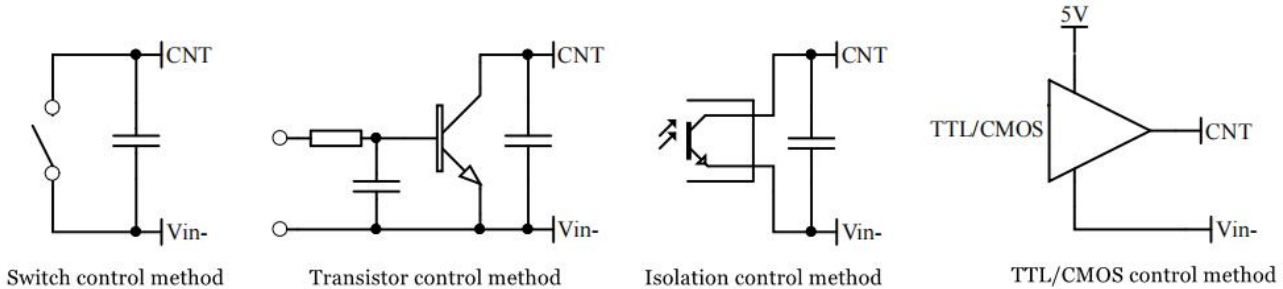 CNT
Vin-
Switch control method
CNT
Vin-
Transistor control method
CNT
Vin-
Isolation control method
5V
TTL/CMOS
CNT
Vin-
TTL/CMOS control method